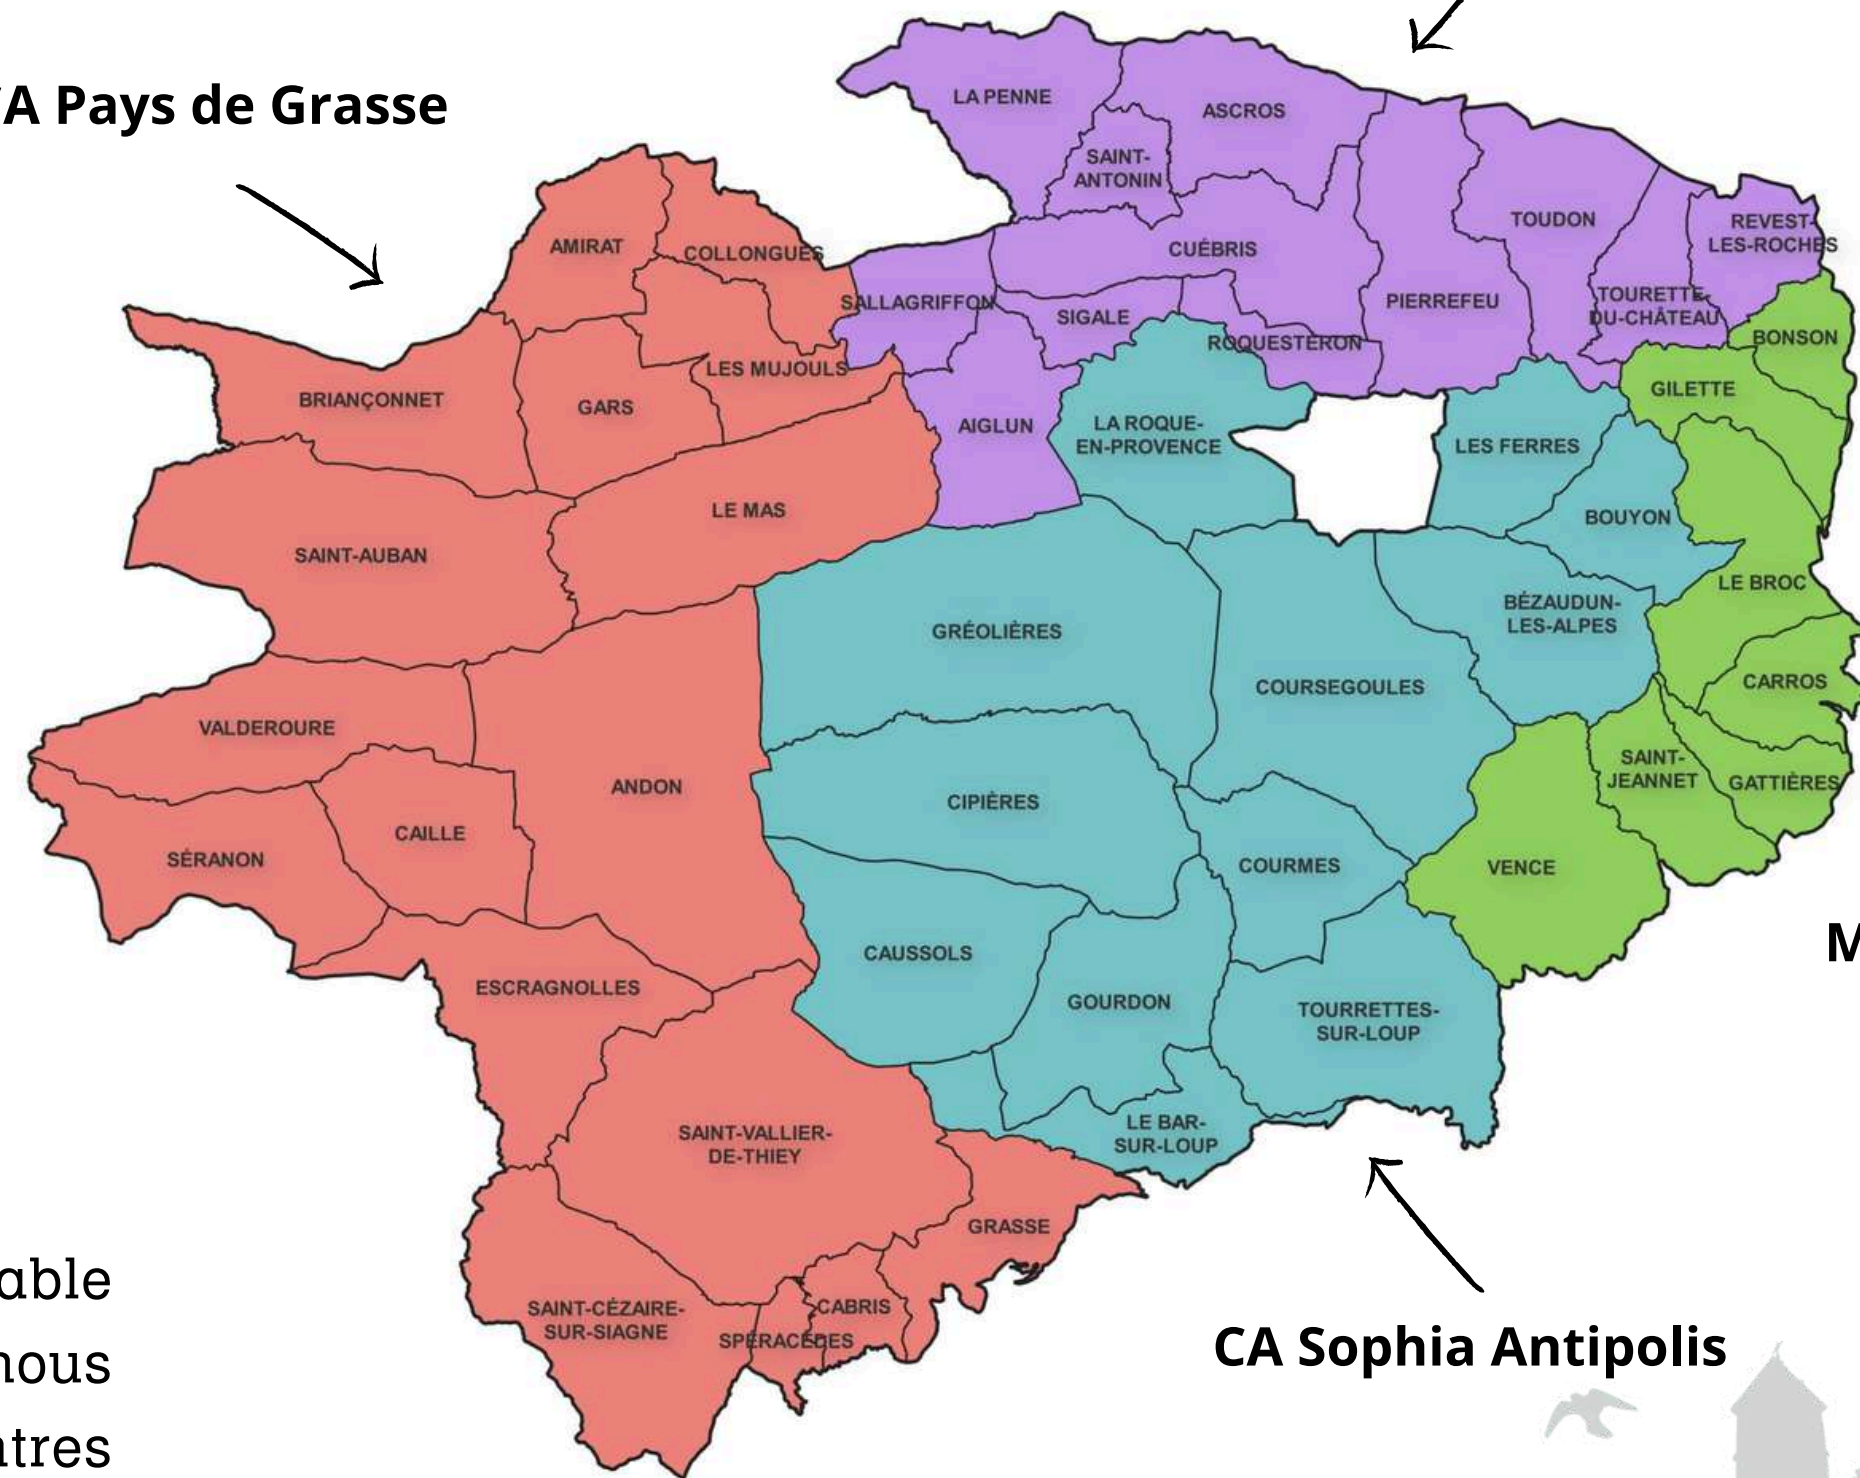 A Pays de Grasse
LA PENNE
ASCROS
SAINT-
ANTONIN
AMIRAT
COLLONGUES
CUÉBRIS
TOUDON
REVEST-
LES-ROCHES
SALLAGRIFFON
SIGALE
PIERREFEU
TOURETTE-
DU-CHÂTEAU
ROQUESTERON
BONSON
BRIANÇONNET
GARS
LES MUJOULS
AIGLUN
LA ROQUE-
EN-PROVENCE
LES FERRES
GILETTE
SAINT-AUBAN
LE MAS
BOUYON
GRÉOLIÈRES
BÉZAUDUN-
LES-ALPES
LE BROC
VALDEROURE
COURSEGOULES
CARROS
ANDON
CIPIÈRES
SAINT-
JEANNET
GATTIÈRES
SÉRANON
CAILLE
COURMES
VENCE
M
ESCRAGNOLLES
CAUSSOLS
GOURDON
TOURRETTES-
SUR-LOUP
SAINT-VALLIER-
DE-THIEY
LE BAR-
SUR-LOUP
GRASSE
SAINT-CÉZAIRE-
SUR-SIAGNE
SPÉRACÈDES
CABRIS
CA Sophia Antipolis
able
nous
ntres